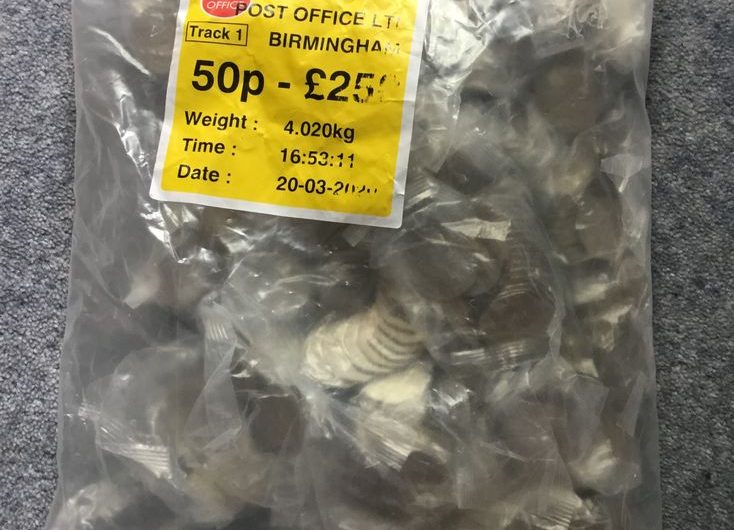 OFFICE
POST OFFICE LT
Track 1
BIRMINGHAM
50p - £25
Weight : 4.020kg
Time : 16:53:11
Date : 20-03-2020